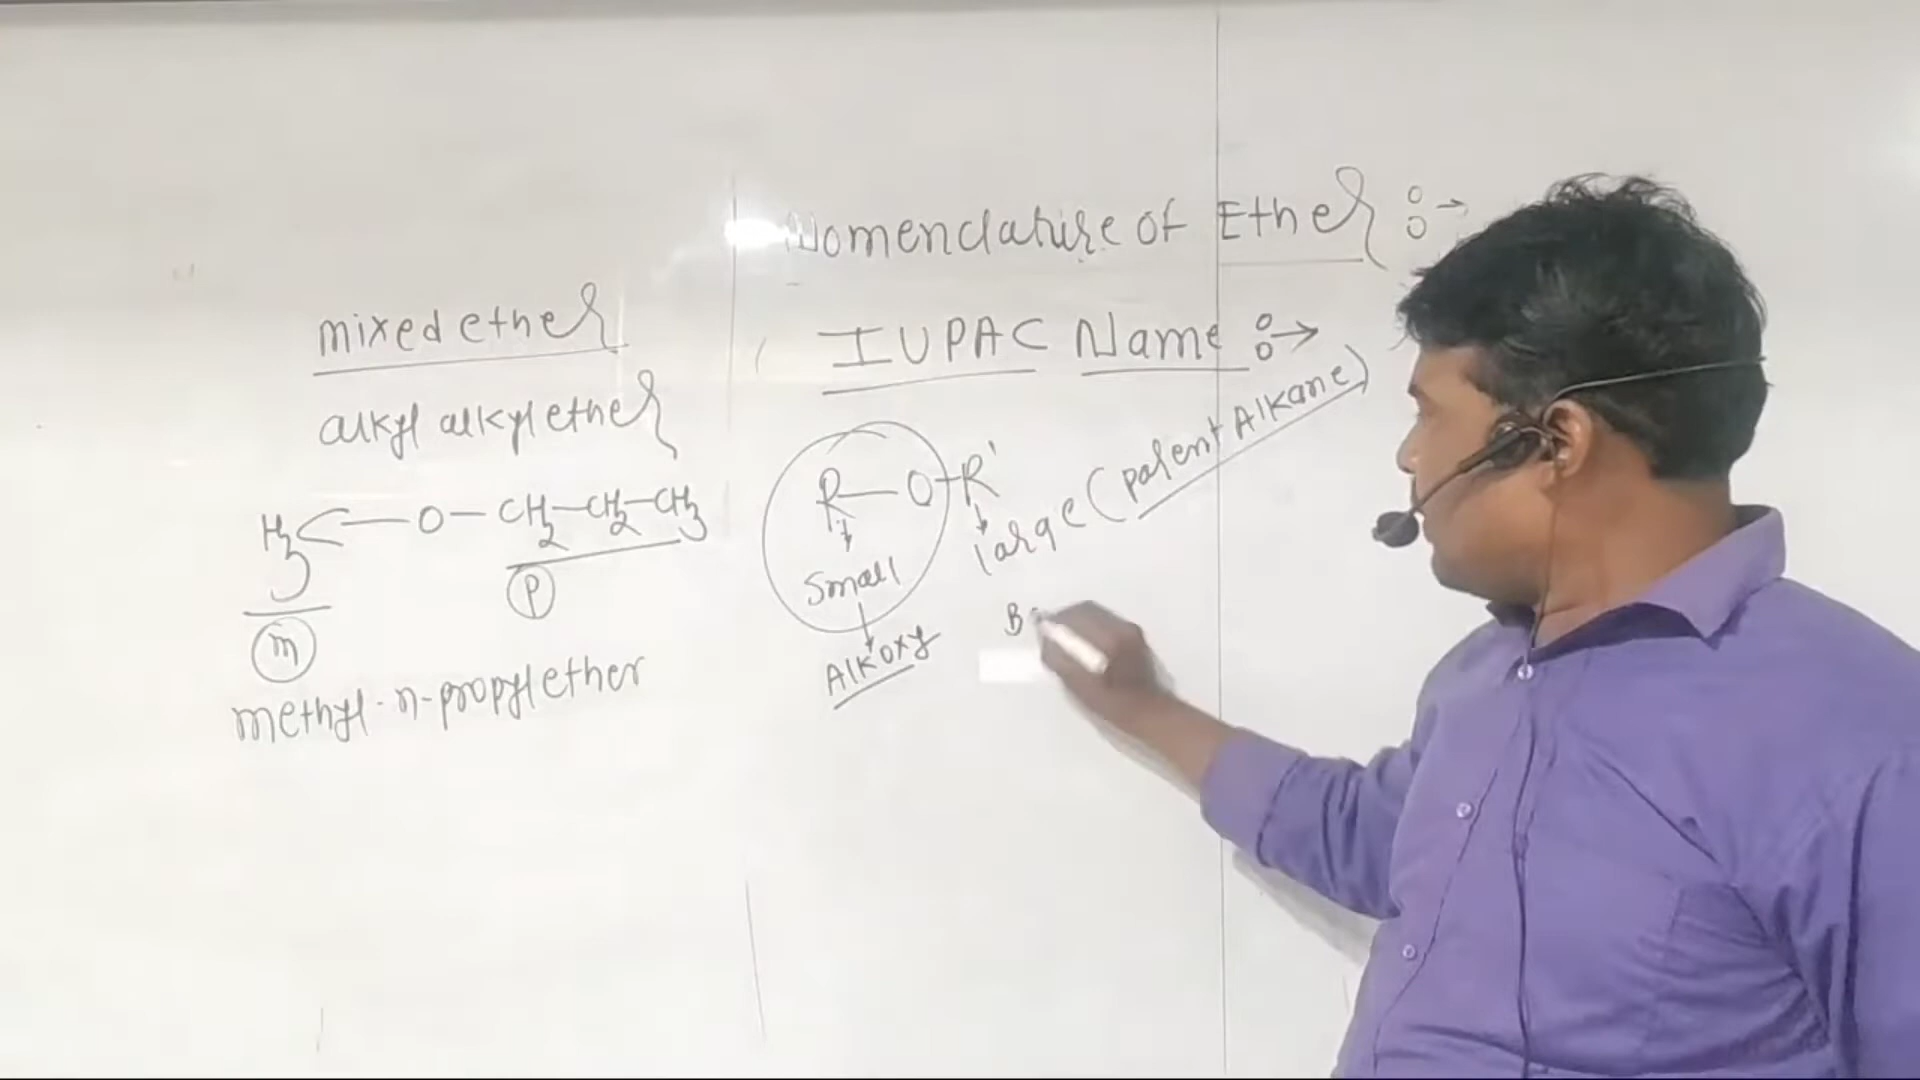 Nomenclature of Ether :→
mixed ether
alkyl alkyl ether
H3C—O—CH2—CH2—CH3
m
p
methyl-n-propyl ether
IUPAC Name :→
R—O—R'
Small
large (parent Alkane)
Alkoxy